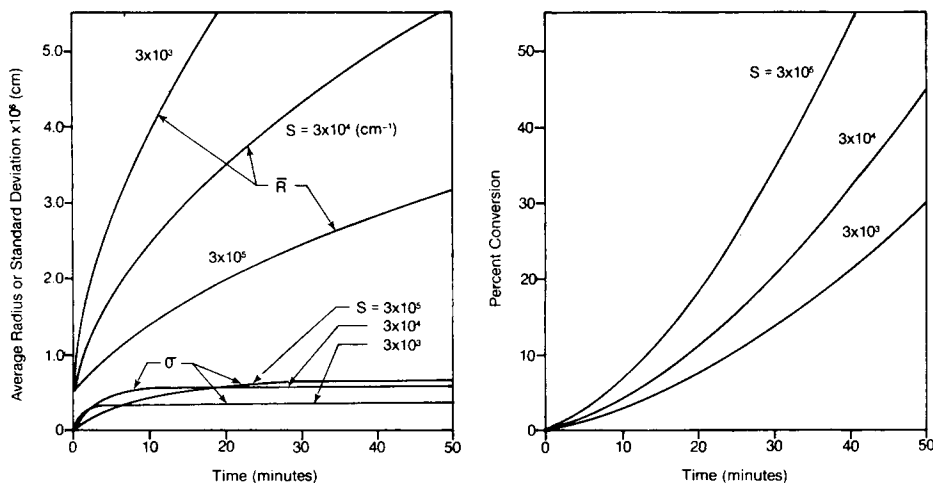 Average Radius or Standard Deviation x10⁶ (cm)
5.0
4.0
3.0
2.0
1.0
0
3x10³
S = 3x10⁴ (cm⁻¹)
R̅
3x10⁵
S = 3x10⁵
3x10⁴
3x10³
σ
0
10
20
30
40
50
Time (minutes)
Percent Conversion
50
40
30
20
10
0
S = 3x10⁵
3x10⁴
3x10³
0
10
20
30
40
50
Time (minutes)